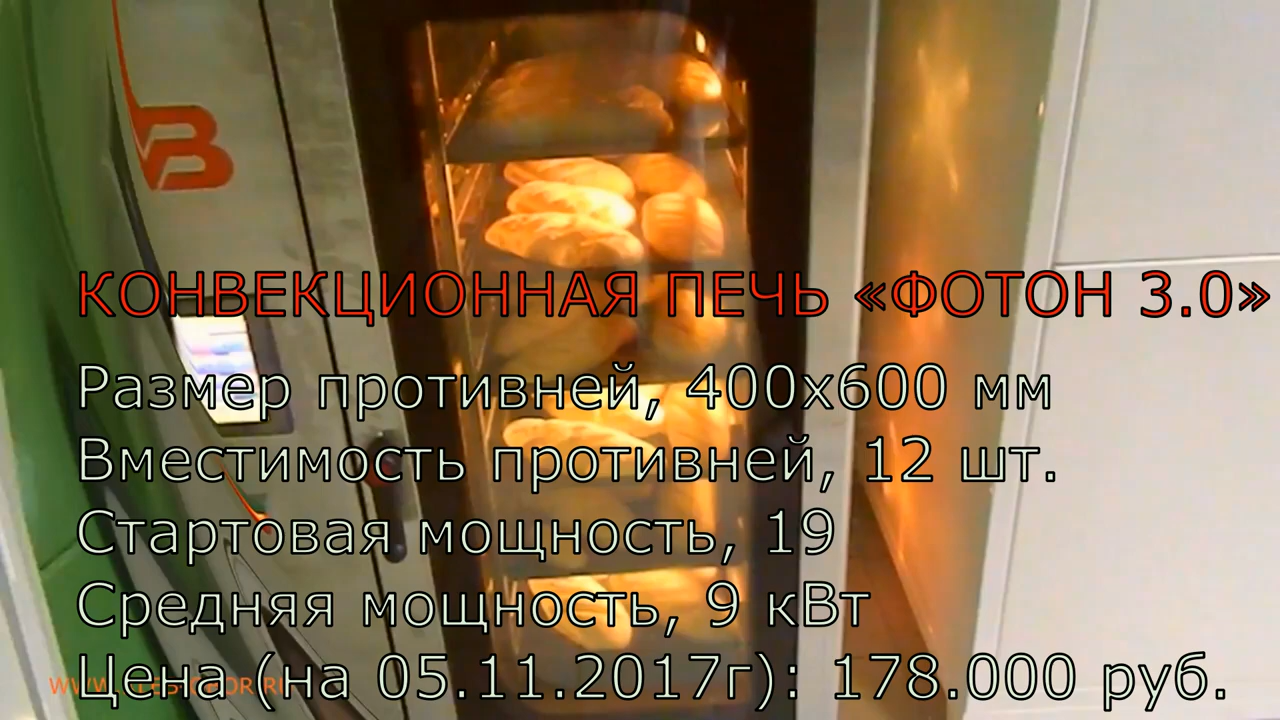 В
КОНВЕКЦИОННАЯ ПЕЧЬ «ФОТОН 3.0»
Размер противней, 400х600 мм
Вместимость противней, 12 шт.
Стартовая мощность, 19
Средняя мощность, 9 кВт
Цена (на 05.11.2017г): 178.000 руб.